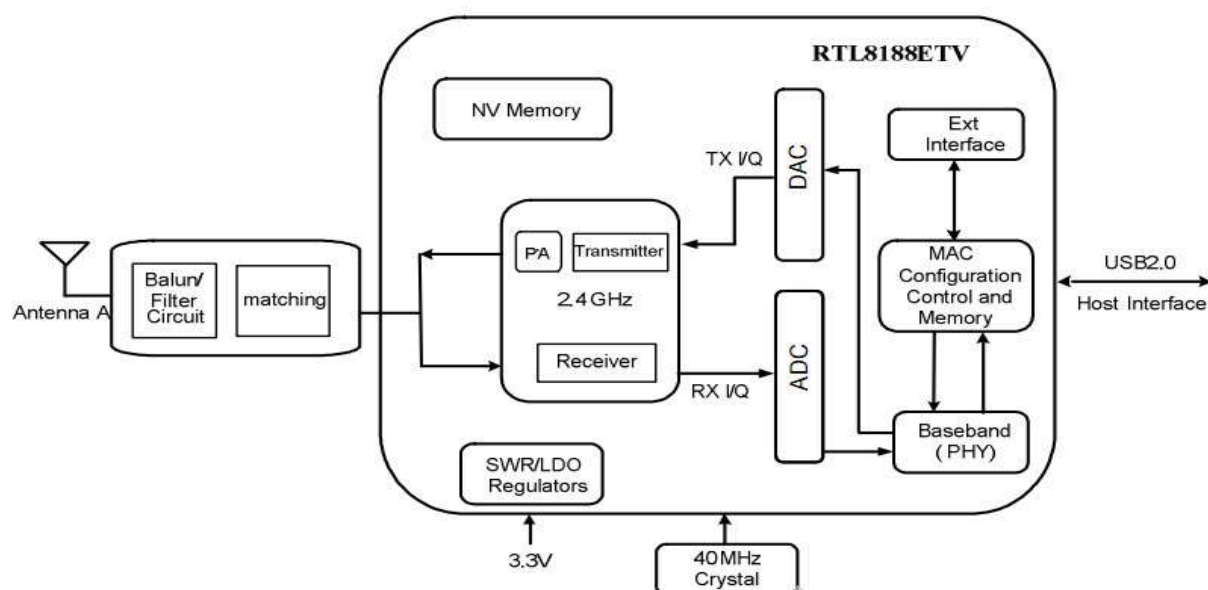 RTL8188ETV
NV Memory
Ext
Interface
DAC
TX I/Q
PA
Transmitter
2.4GHz
MAC
Configuration
Control and
Memory
USB2.0
Host Interface
Balun/
Filter
Circuit
matching
Antenna A
Receiver
RX I/Q
ADC
Baseband
( PHY)
SWR/LDO
Regulators
3.3V
40MHz
Crystal